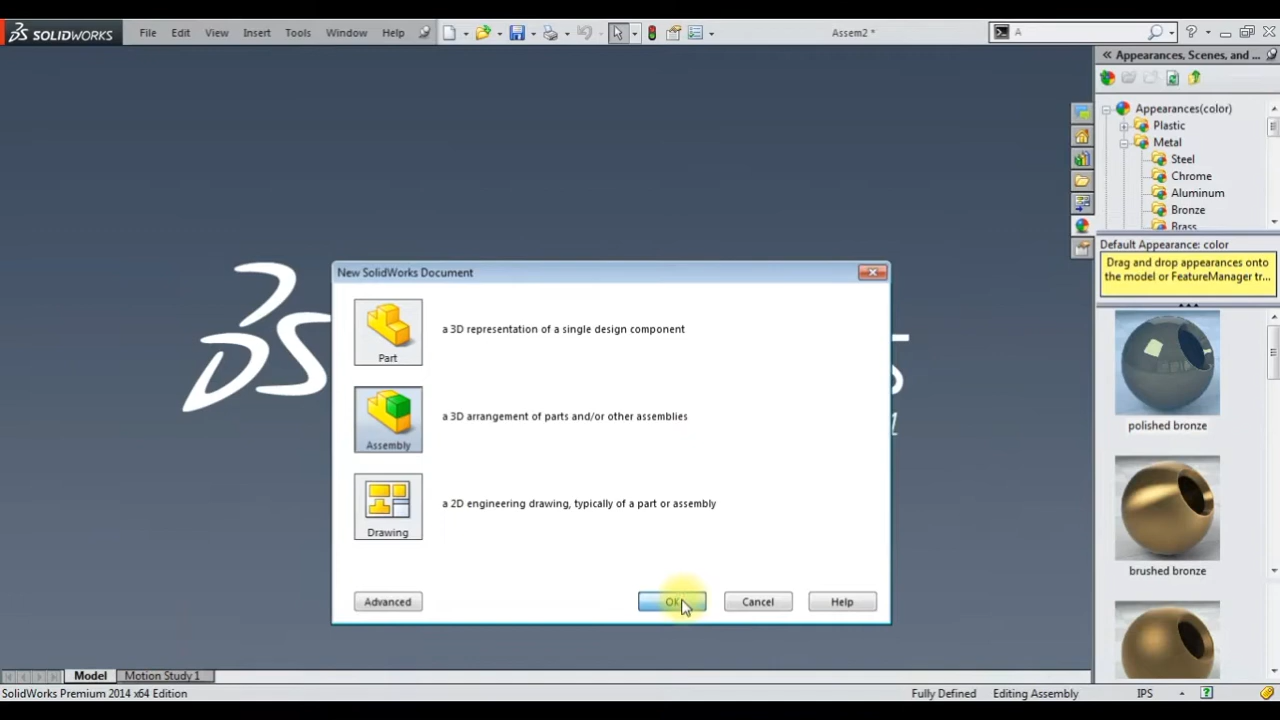 SOLIDWORKS File Edit View Insert Tools Window Help Assem2 * A
Appearances, Scenes, and ...
Appearances(color)
Plastic
Metal
Steel
Chrome
Aluminum
Bronze
Brass
Default Appearance: color
Drag and drop appearances onto
the model or FeatureManager tr...
polished bronze
brushed bronze
New SolidWorks Document
Part
a 3D representation of a single design component
Assembly
a 3D arrangement of parts and/or other assemblies
Drawing
a 2D engineering drawing, typically of a part or assembly
Advanced OK Cancel Help
Model Motion Study 1
SolidWorks Premium 2014 x64 Edition Fully Defined Editing Assembly IPS